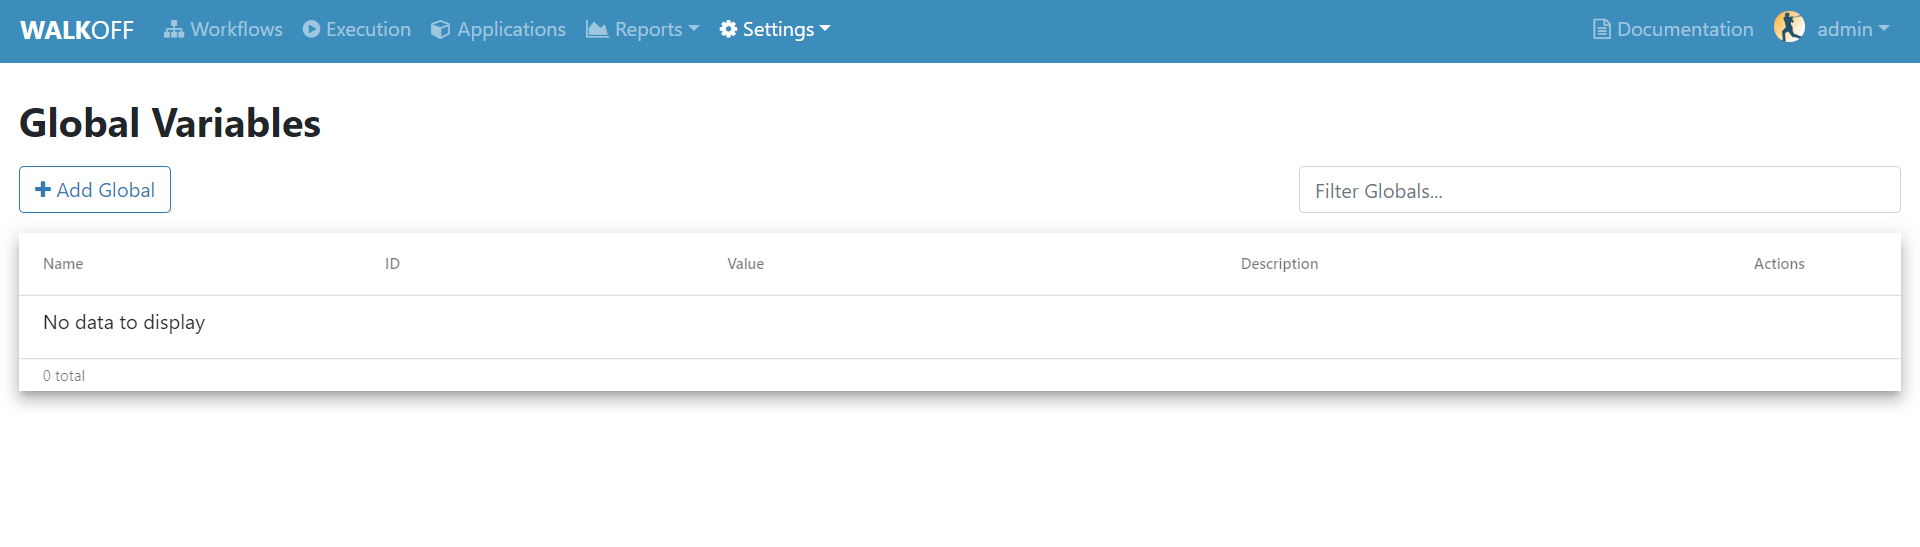 WALKOFF Workflows Execution Applications Reports Settings Documentation admin
Global Variables
Add Global
Filter Globals...
Name ID Value Description Actions
No data to display
0 total